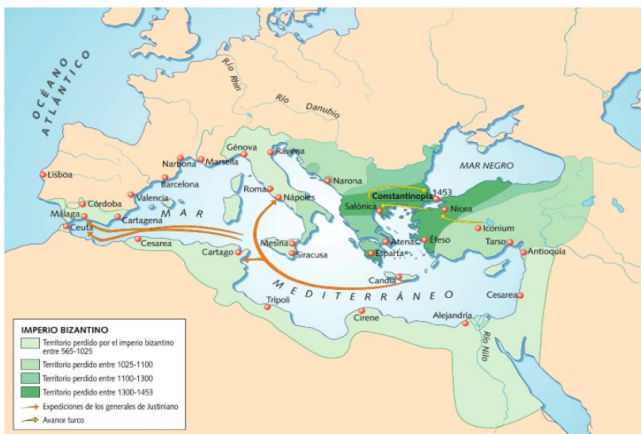 OCÉANO
ATLÁNTICO
Río Rhin
Río Danubio
Génova
Ravena
Narbona
Marsella
MAR NEGRO
Lisboa
Barcelona
Roma
Nápoles
Narona
Constantinopla
1453
Valencia
Córdoba
Salónica
Nicea
Málaga
Cartagena
MAR
Iconium
Ceuta
Cesarea
Mesina
Atenas
Éfeso
Tarso
Cartago
Siracusa
Esparta
Antioquía
Candia
MEDITERRÁNEO
Cesarea
Trípoli
Cirene
Alejandría
Río Nilo
IMPERIO BIZANTINO
Territorio perdido por el imperio bizantino
entre 565-1025
Territorio perdido entre 1025-1100
Territorio perdido entre 1100-1300
Territorio perdido entre 1300-1453
Expediciones de los generales de Justiniano
Avance turco